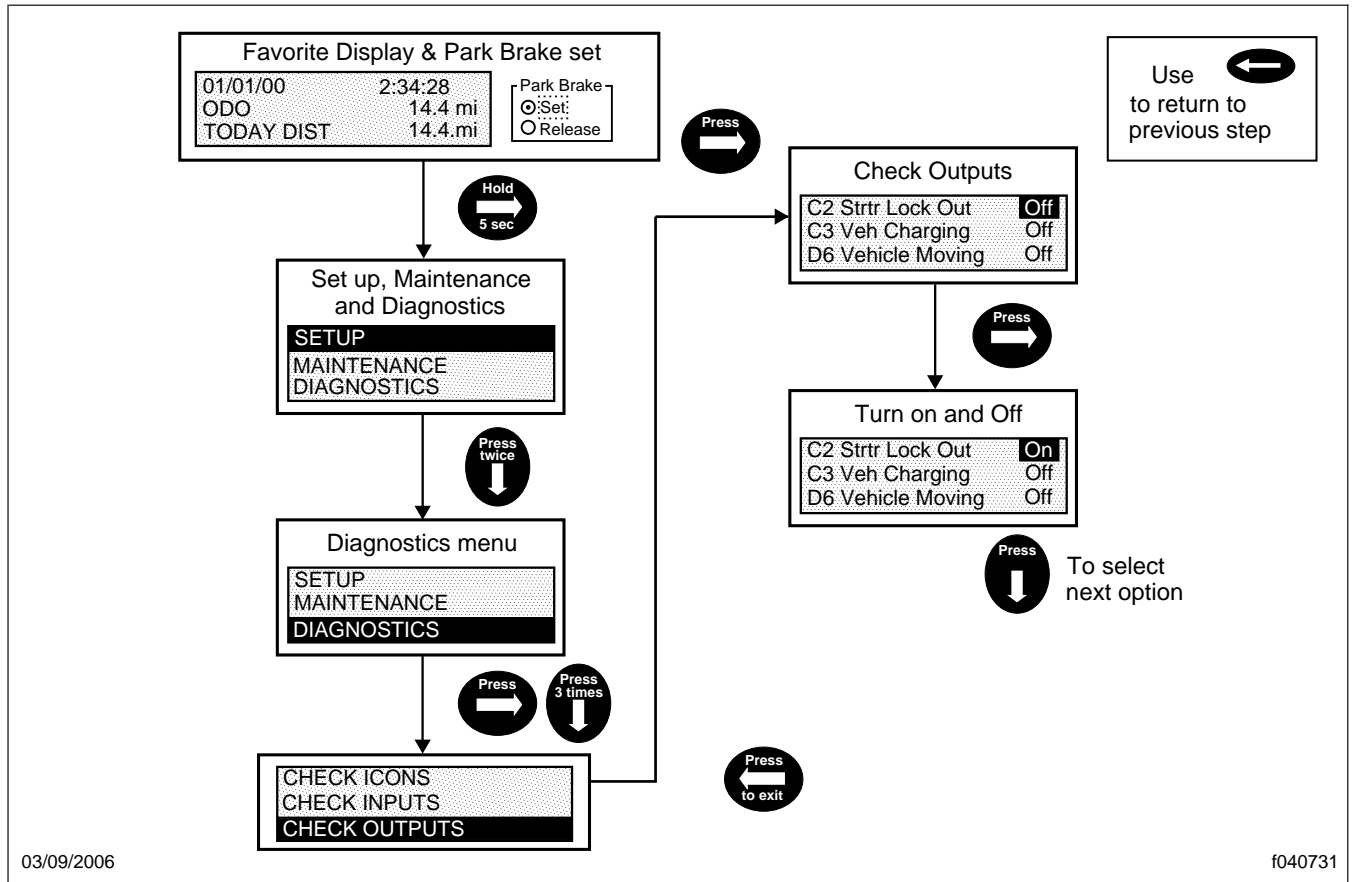 Favorite Display & Park Brake set
01/01/00 2:34:28
ODO 14.4 mi
TODAY DIST 14.4.mi
Park Brake
Set
Release
Hold
5 sec
Set up, Maintenance
and Diagnostics
SETUP
MAINTENANCE
DIAGNOSTICS
Press
twice
Diagnostics menu
SETUP
MAINTENANCE
DIAGNOSTICS
Press
Press
3 times
CHECK ICONS
CHECK INPUTS
CHECK OUTPUTS
Press
Check Outputs
C2 Strtr Lock Out Off
C3 Veh Charging Off
D6 Vehicle Moving Off
Press
Turn on and Off
C2 Strtr Lock Out On
C3 Veh Charging Off
D6 Vehicle Moving Off
Press
To select
next option
Press
to exit
Use
to return to
previous step
03/09/2006
f040731